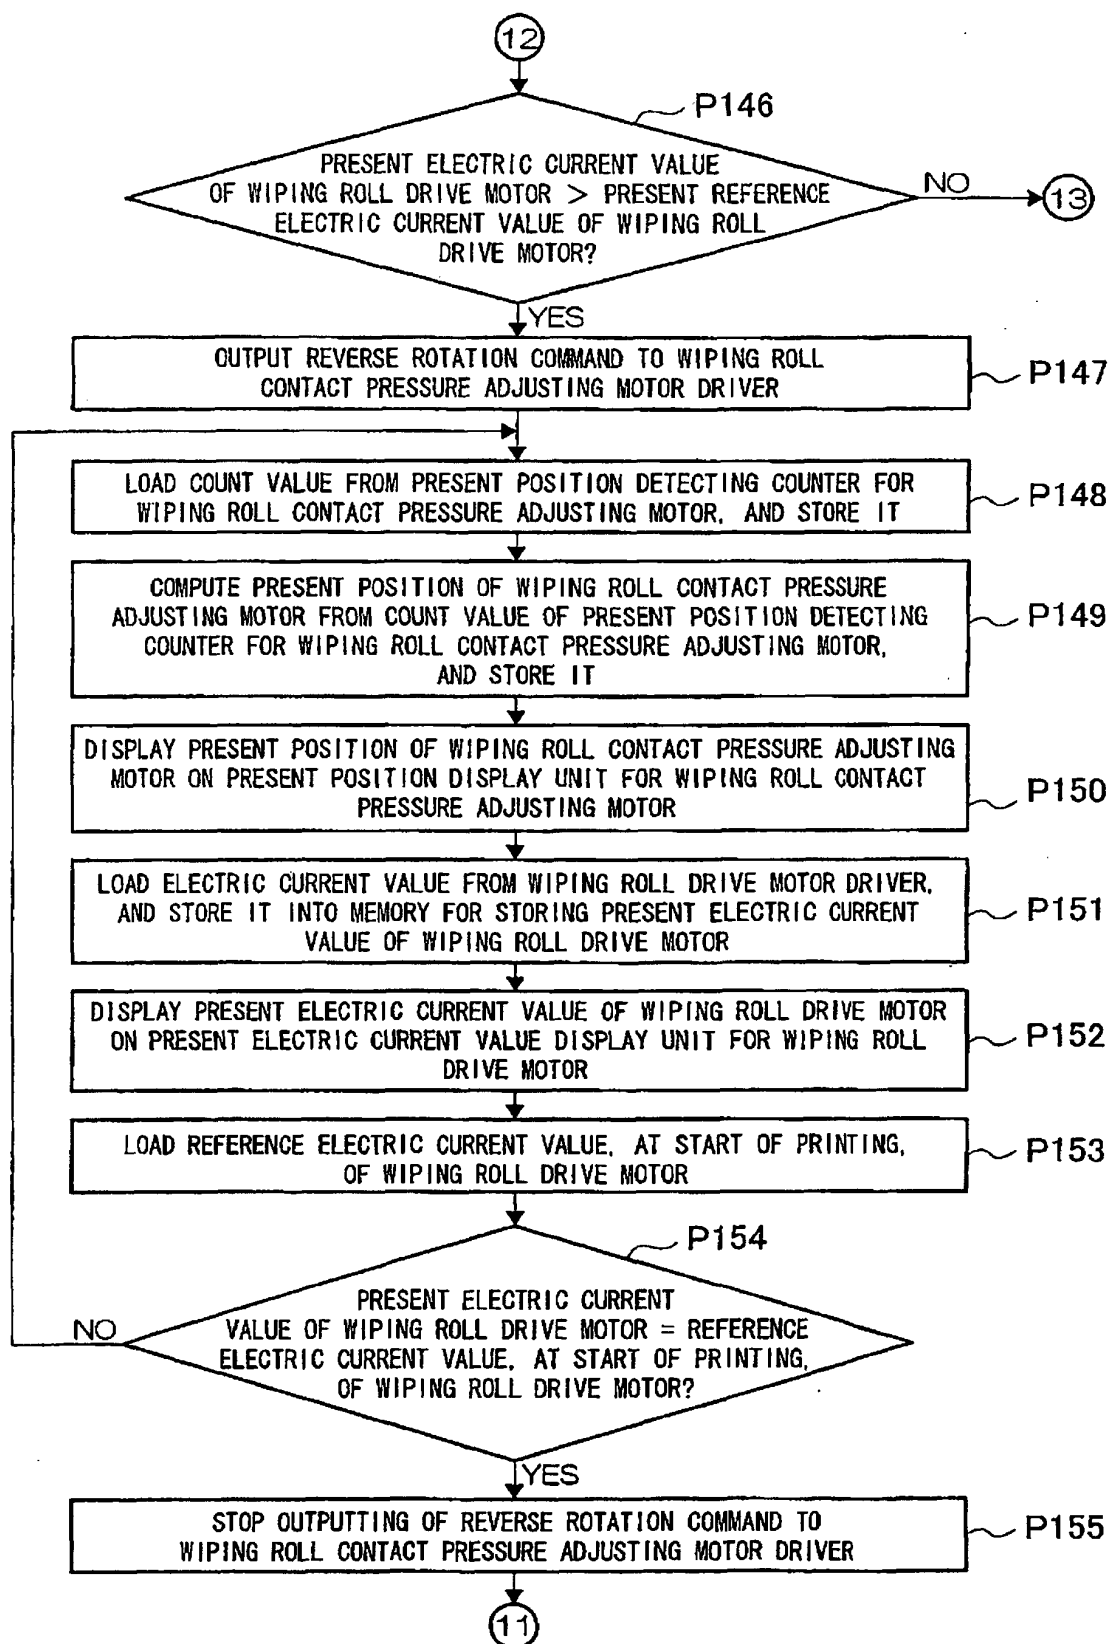 12
P146
PRESENT ELECTRIC CURRENT VALUE
OF WIPING ROLL DRIVE MOTOR > PRESENT REFERENCE
ELECTRIC CURRENT VALUE OF WIPING ROLL
DRIVE MOTOR?
NO
13
YES
OUTPUT REVERSE ROTATION COMMAND TO WIPING ROLL
CONTACT PRESSURE ADJUSTING MOTOR DRIVER
P147
LOAD COUNT VALUE FROM PRESENT POSITION DETECTING COUNTER FOR
WIPING ROLL CONTACT PRESSURE ADJUSTING MOTOR, AND STORE IT
P148
COMPUTE PRESENT POSITION OF WIPING ROLL CONTACT PRESSURE
ADJUSTING MOTOR FROM COUNT VALUE OF PRESENT POSITION DETECTING
COUNTER FOR WIPING ROLL CONTACT PRESSURE ADJUSTING MOTOR,
AND STORE IT
P149
DISPLAY PRESENT POSITION OF WIPING ROLL CONTACT PRESSURE ADJUSTING
MOTOR ON PRESENT POSITION DISPLAY UNIT FOR WIPING ROLL CONTACT
PRESSURE ADJUSTING MOTOR
P150
LOAD ELECTRIC CURRENT VALUE FROM WIPING ROLL DRIVE MOTOR DRIVER,
AND STORE IT INTO MEMORY FOR STORING PRESENT ELECTRIC CURRENT
VALUE OF WIPING ROLL DRIVE MOTOR
P151
DISPLAY PRESENT ELECTRIC CURRENT VALUE OF WIPING ROLL DRIVE MOTOR
ON PRESENT ELECTRIC CURRENT VALUE DISPLAY UNIT FOR WIPING ROLL
DRIVE MOTOR
P152
LOAD REFERENCE ELECTRIC CURRENT VALUE, AT START OF PRINTING,
OF WIPING ROLL DRIVE MOTOR
P153
P154
PRESENT ELECTRIC CURRENT
VALUE OF WIPING ROLL DRIVE MOTOR = REFERENCE
ELECTRIC CURRENT VALUE, AT START OF PRINTING,
OF WIPING ROLL DRIVE MOTOR?
NO
YES
STOP OUTPUTTING OF REVERSE ROTATION COMMAND TO
WIPING ROLL CONTACT PRESSURE ADJUSTING MOTOR DRIVER
P155
11